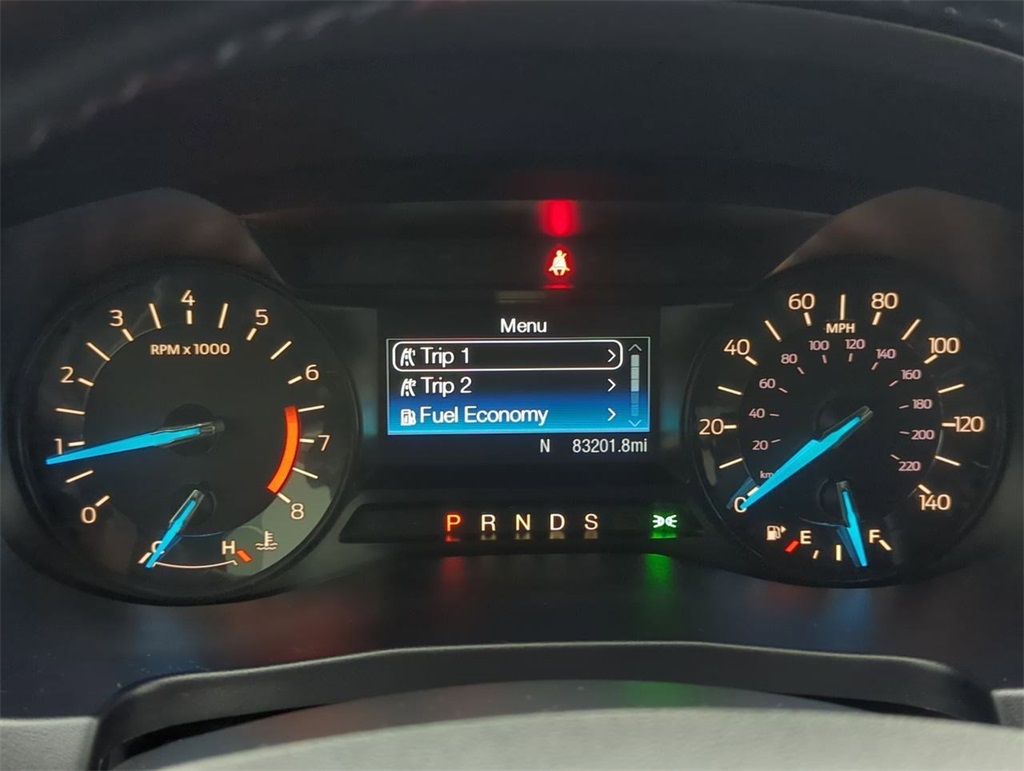 Menu
Trip 1
Trip 2
Fuel Economy
N 83201.8mi
P R N D S
0 1 2 3 4 5 6 7 8
RPM x 1000
C H
0 20 40 60 80 100 120 140
MPH
20 40 60 80 100 120 140 160 180 200 220
E F